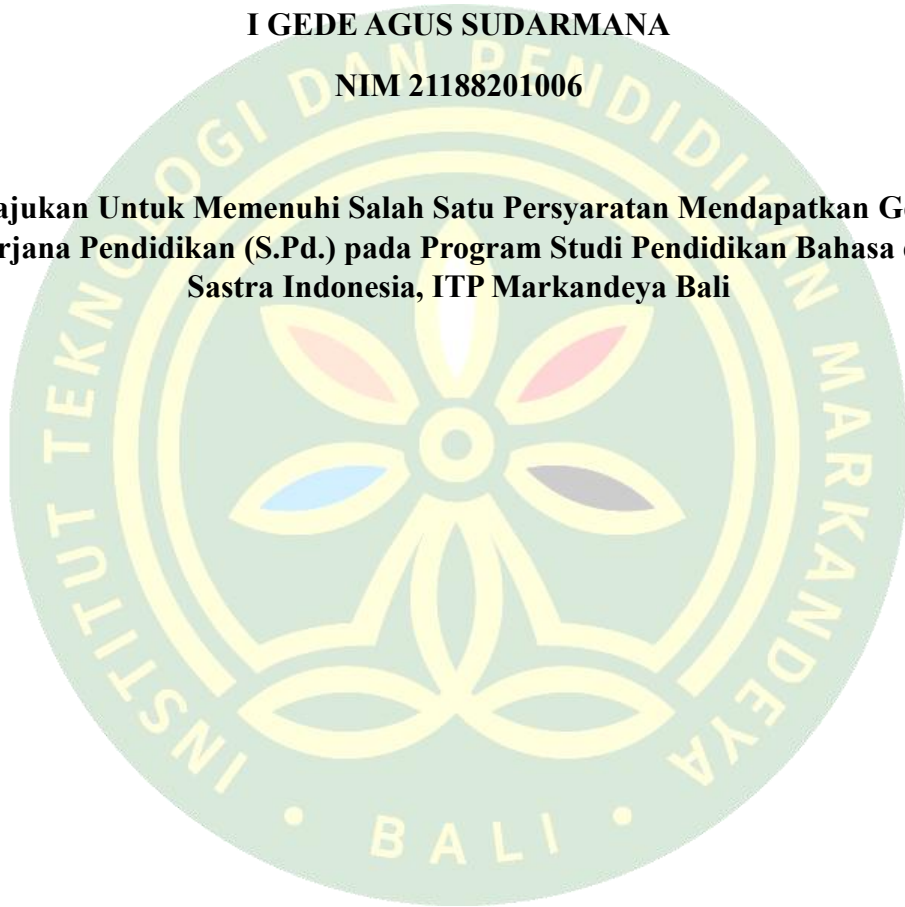 I GEDE AGUS SUDARMANA
NIM 21188201006
ajukan Untuk Memenuhi Salah Satu Persyaratan Mendapatkan G
rjana Pendidikan (S.Pd.) pada Program Studi Pendidikan Bahasa
Sastra Indonesia, ITP Markandeya Bali
INSTITUT TEKNOLOGI DAN PENDIDIKAN MARKANDEYA
• BALI •